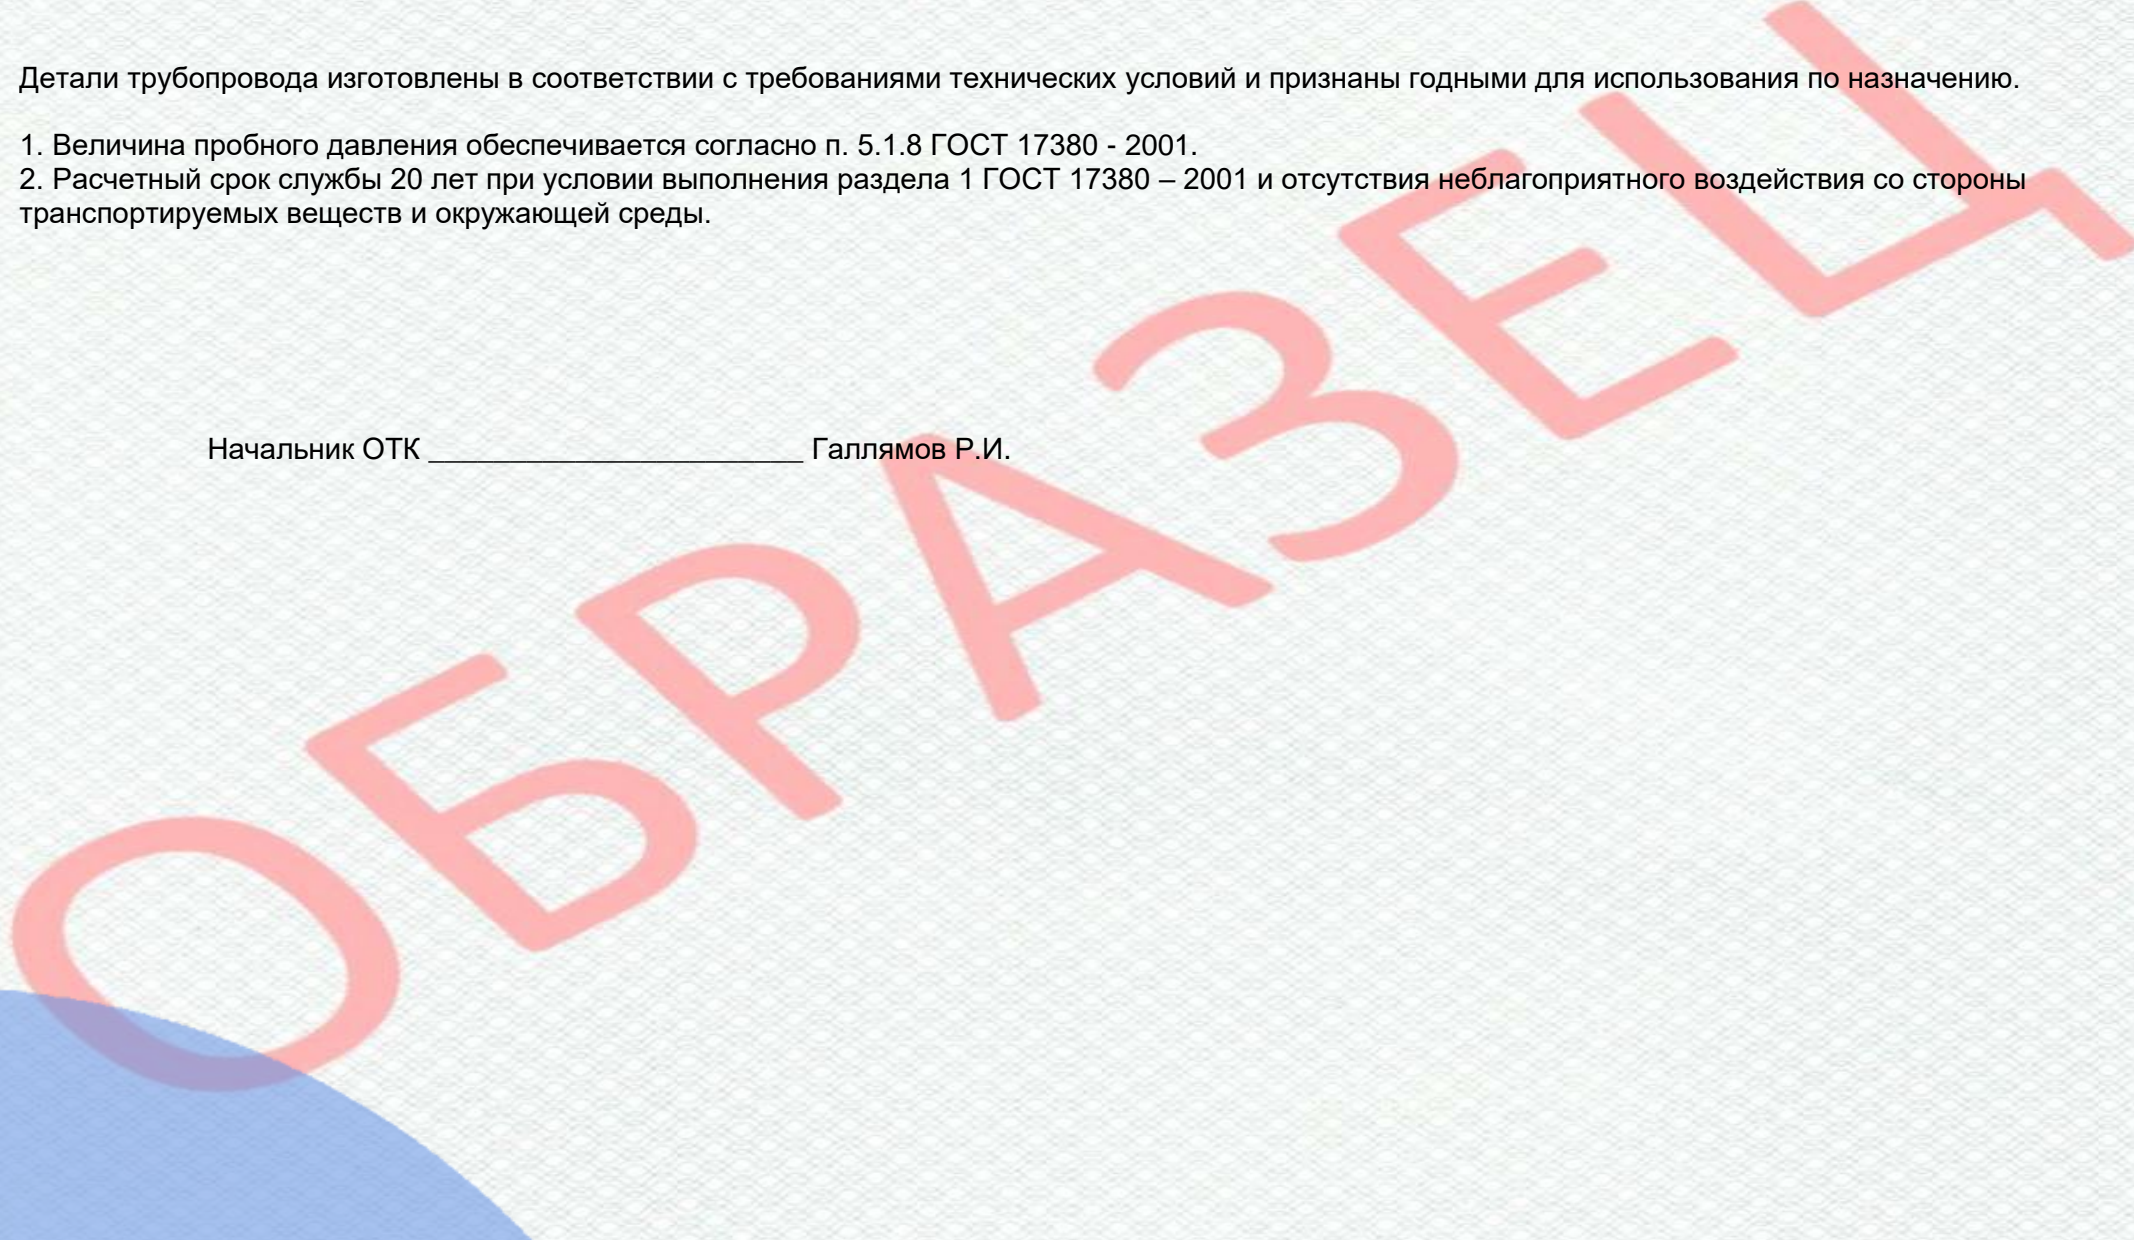 Детали трубопровода изготовлены в соответствии с требованиями технических условий и признаны годными для использования по назначению.
1. Величина пробного давления обеспечивается согласно п. 5.1.8 ГОСТ 17380 - 2001.
2. Расчетный срок службы 20 лет при условии выполнения раздела 1 ГОСТ 17380 – 2001 и отсутствия неблагоприятного воздействия со стороны
транспортируемых веществ и окружающей среды.
Начальник ОТК _______________________ Галлямов Р.И.
ОБРАЗЕЦ